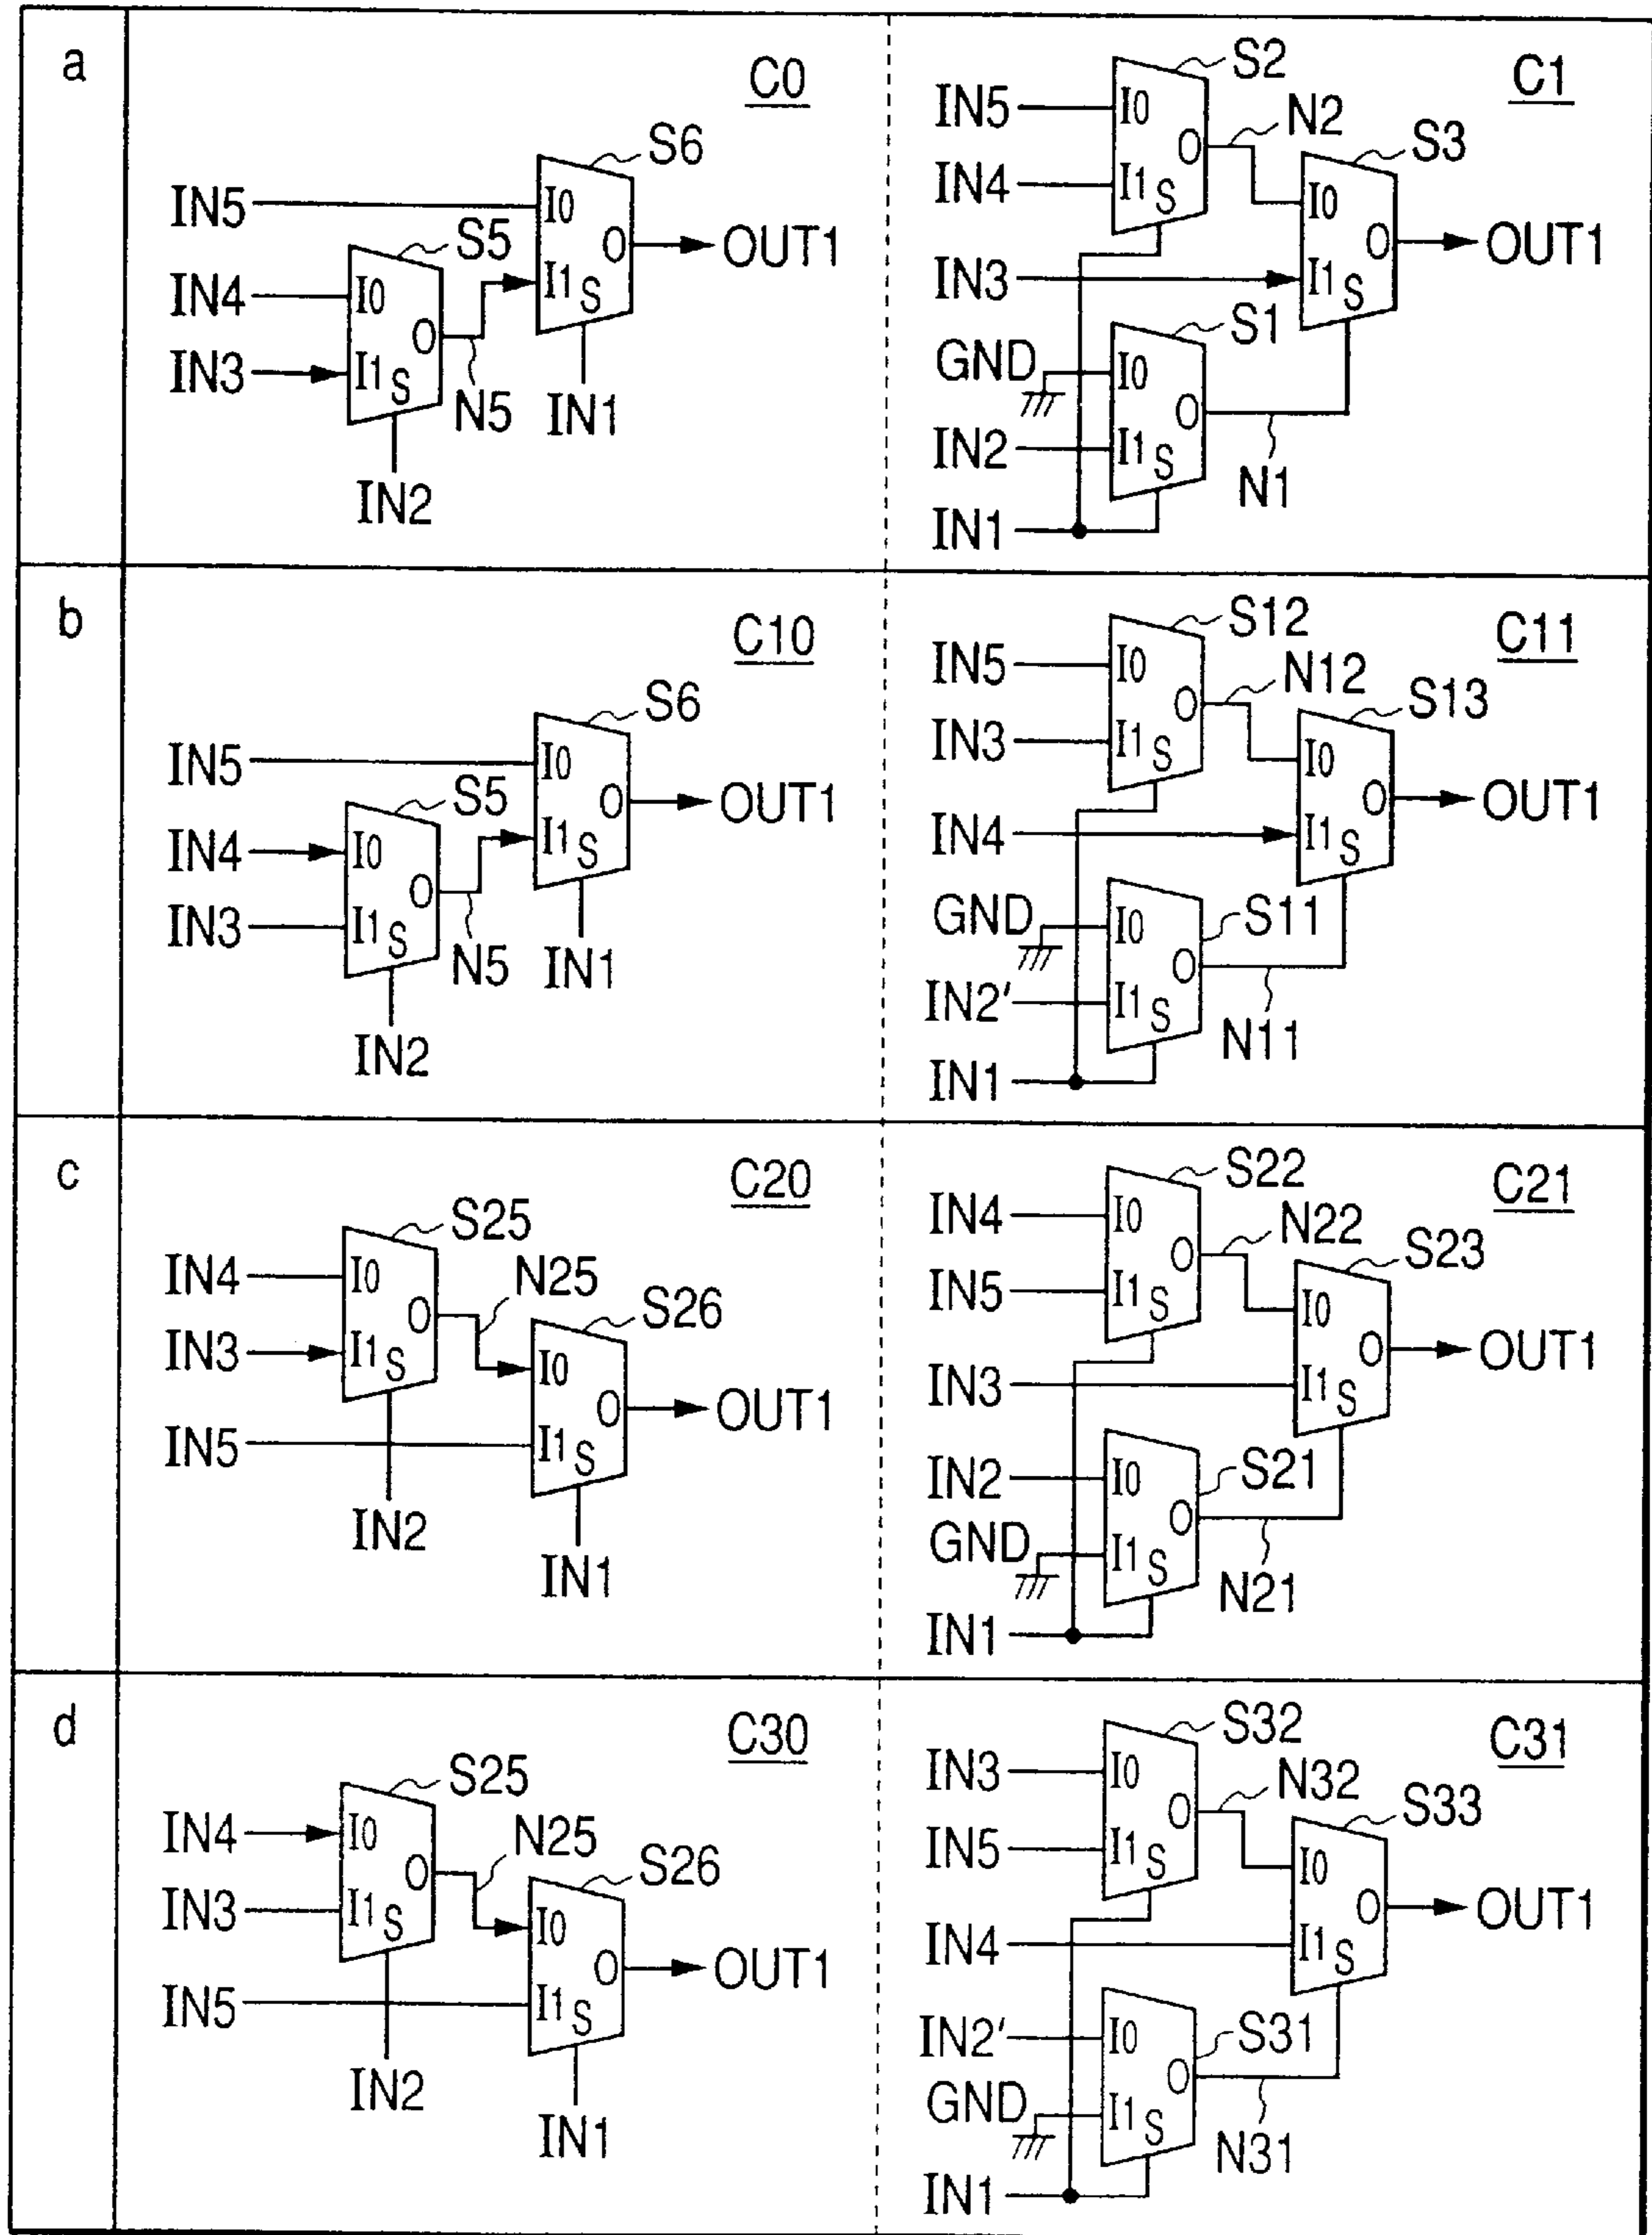 a
C0
S6
IN5
I0
O
OUT1
S5
IN4
I0
I1
S
O
IN3
I1
S
N5
IN1
IN2
C1
S2
IN5
I0
N2
O
S3
IN4
I1
S
I0
O
OUT1
IN3
I1
S
S1
GND
I0
O
IN2
I1
S
N1
IN1
b
C10
S6
IN5
I0
O
OUT1
S5
IN4
I0
I1
S
O
IN3
I1
S
N5
IN1
IN2
C11
S12
IN5
I0
N12
O
S13
IN3
I1
S
I0
O
OUT1
IN4
I1
S
GND
I0
S11
O
IN2'
I1
S
N11
IN1
c
C20
S25
IN4
I0
N25
O
S26
IN3
I1
S
I0
O
OUT1
IN5
I1
S
IN2
IN1
C21
S22
IN4
I0
N22
O
S23
IN5
I1
S
I0
O
OUT1
IN3
I1
S
IN2
I0
S21
O
GND
I1
S
N21
IN1
d
C30
S25
IN4
I0
N25
O
S26
IN3
I1
S
I0
O
OUT1
IN5
I1
S
IN2
IN1
C31
S32
IN3
I0
N32
O
S33
IN5
I1
S
I0
O
OUT1
IN4
I1
S
IN2'
I0
S31
O
GND
I1
S
N31
IN1